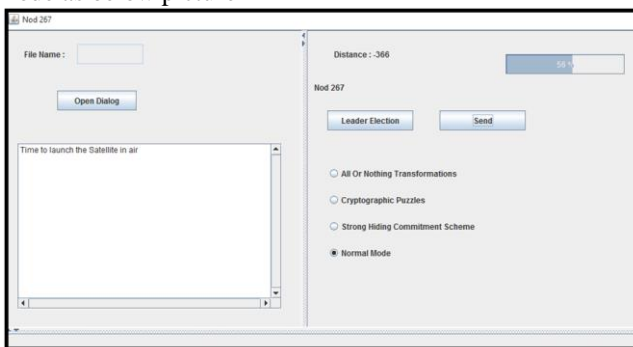 Nod 267
File Name :
Open Dialog
Time to launch the Satellite in air
Distance : -366
56 %
Nod 267
Leader Election
Send
All Or Nothing Transformations
Cryptographic Puzzles
Strong Hiding Commitment Scheme
Normal Mode